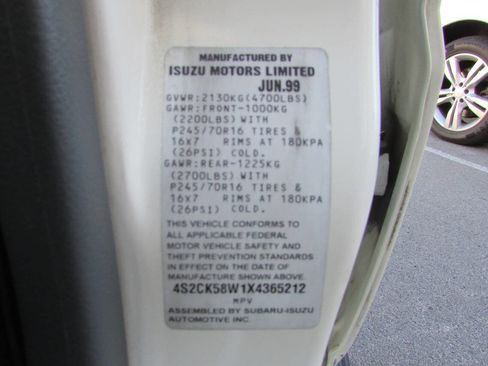 MANUFACTURED BY
ISUZU MOTORS LIMITED
JUN.99
GVWR:2130KG(4700LBS)
GAWR:FRONT-1000KG
(2200LBS) WITH
P245/70R16 TIRES &
16x7 RIMS AT 180KPA
(26PSI) COLD.
GAWR:REAR-1225KG
(2700LBS) WITH
P245/70R16 TIRES &
16x7 RIMS AT 180KPA
(26PSI) COLD.
THIS VEHICLE CONFORMS TO
ALL APPLICABLE FEDERAL
MOTOR VEHICLE SAFETY AND
THEFT PREVENTION STANDARDS
IN EFFECT ON THE DATE OF
MANUFACTURE SHOWN ABOVE.
4S2CK58W1X4365212
MPV
ASSEMBLED BY SUBARU-ISUZU
AUTOMOTIVE INC.